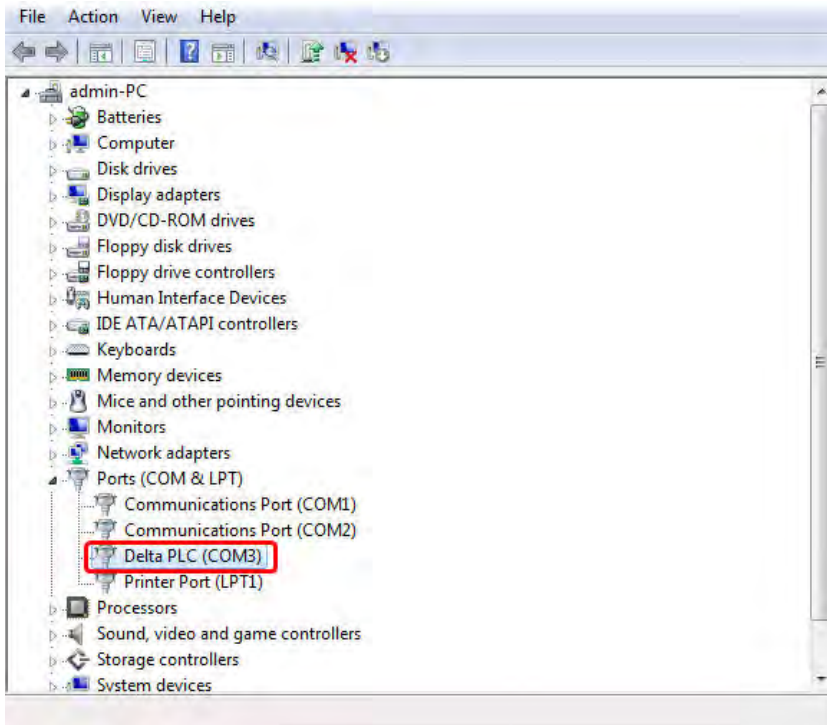 File Action View Help
admin-PC
Batteries
Computer
Disk drives
Display adapters
DVD/CD-ROM drives
Floppy disk drives
Floppy drive controllers
Human Interface Devices
IDE ATA/ATAPI controllers
Keyboards
Memory devices
Mice and other pointing devices
Monitors
Network adapters
Ports (COM & LPT)
Communications Port (COM1)
Communications Port (COM2)
Delta PLC (COM3)
Printer Port (LPT1)
Processors
Sound, video and game controllers
Storage controllers
System devices